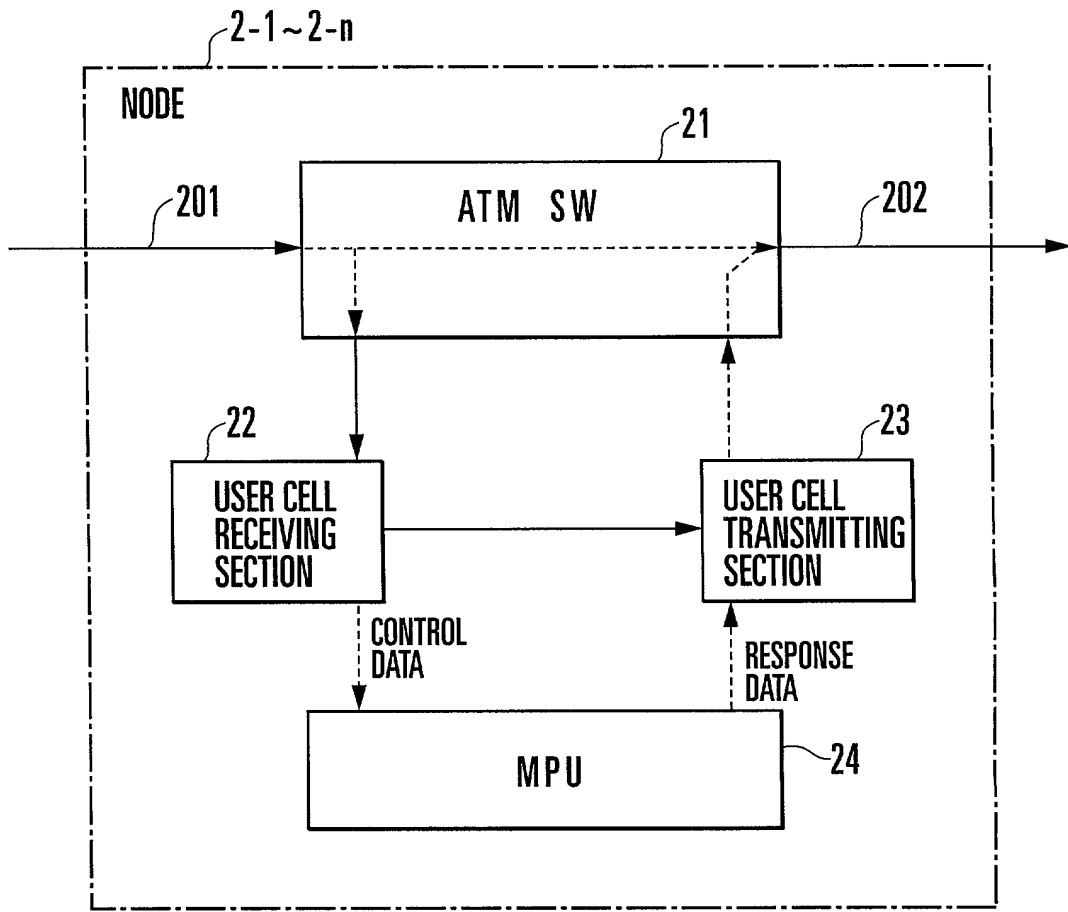 2-1~2-n
NODE
21
ATM SW
201
202
22
USER CELL
RECEIVING
SECTION
23
USER CELL
TRANSMITTING
SECTION
CONTROL
DATA
RESPONSE
DATA
MPU
24